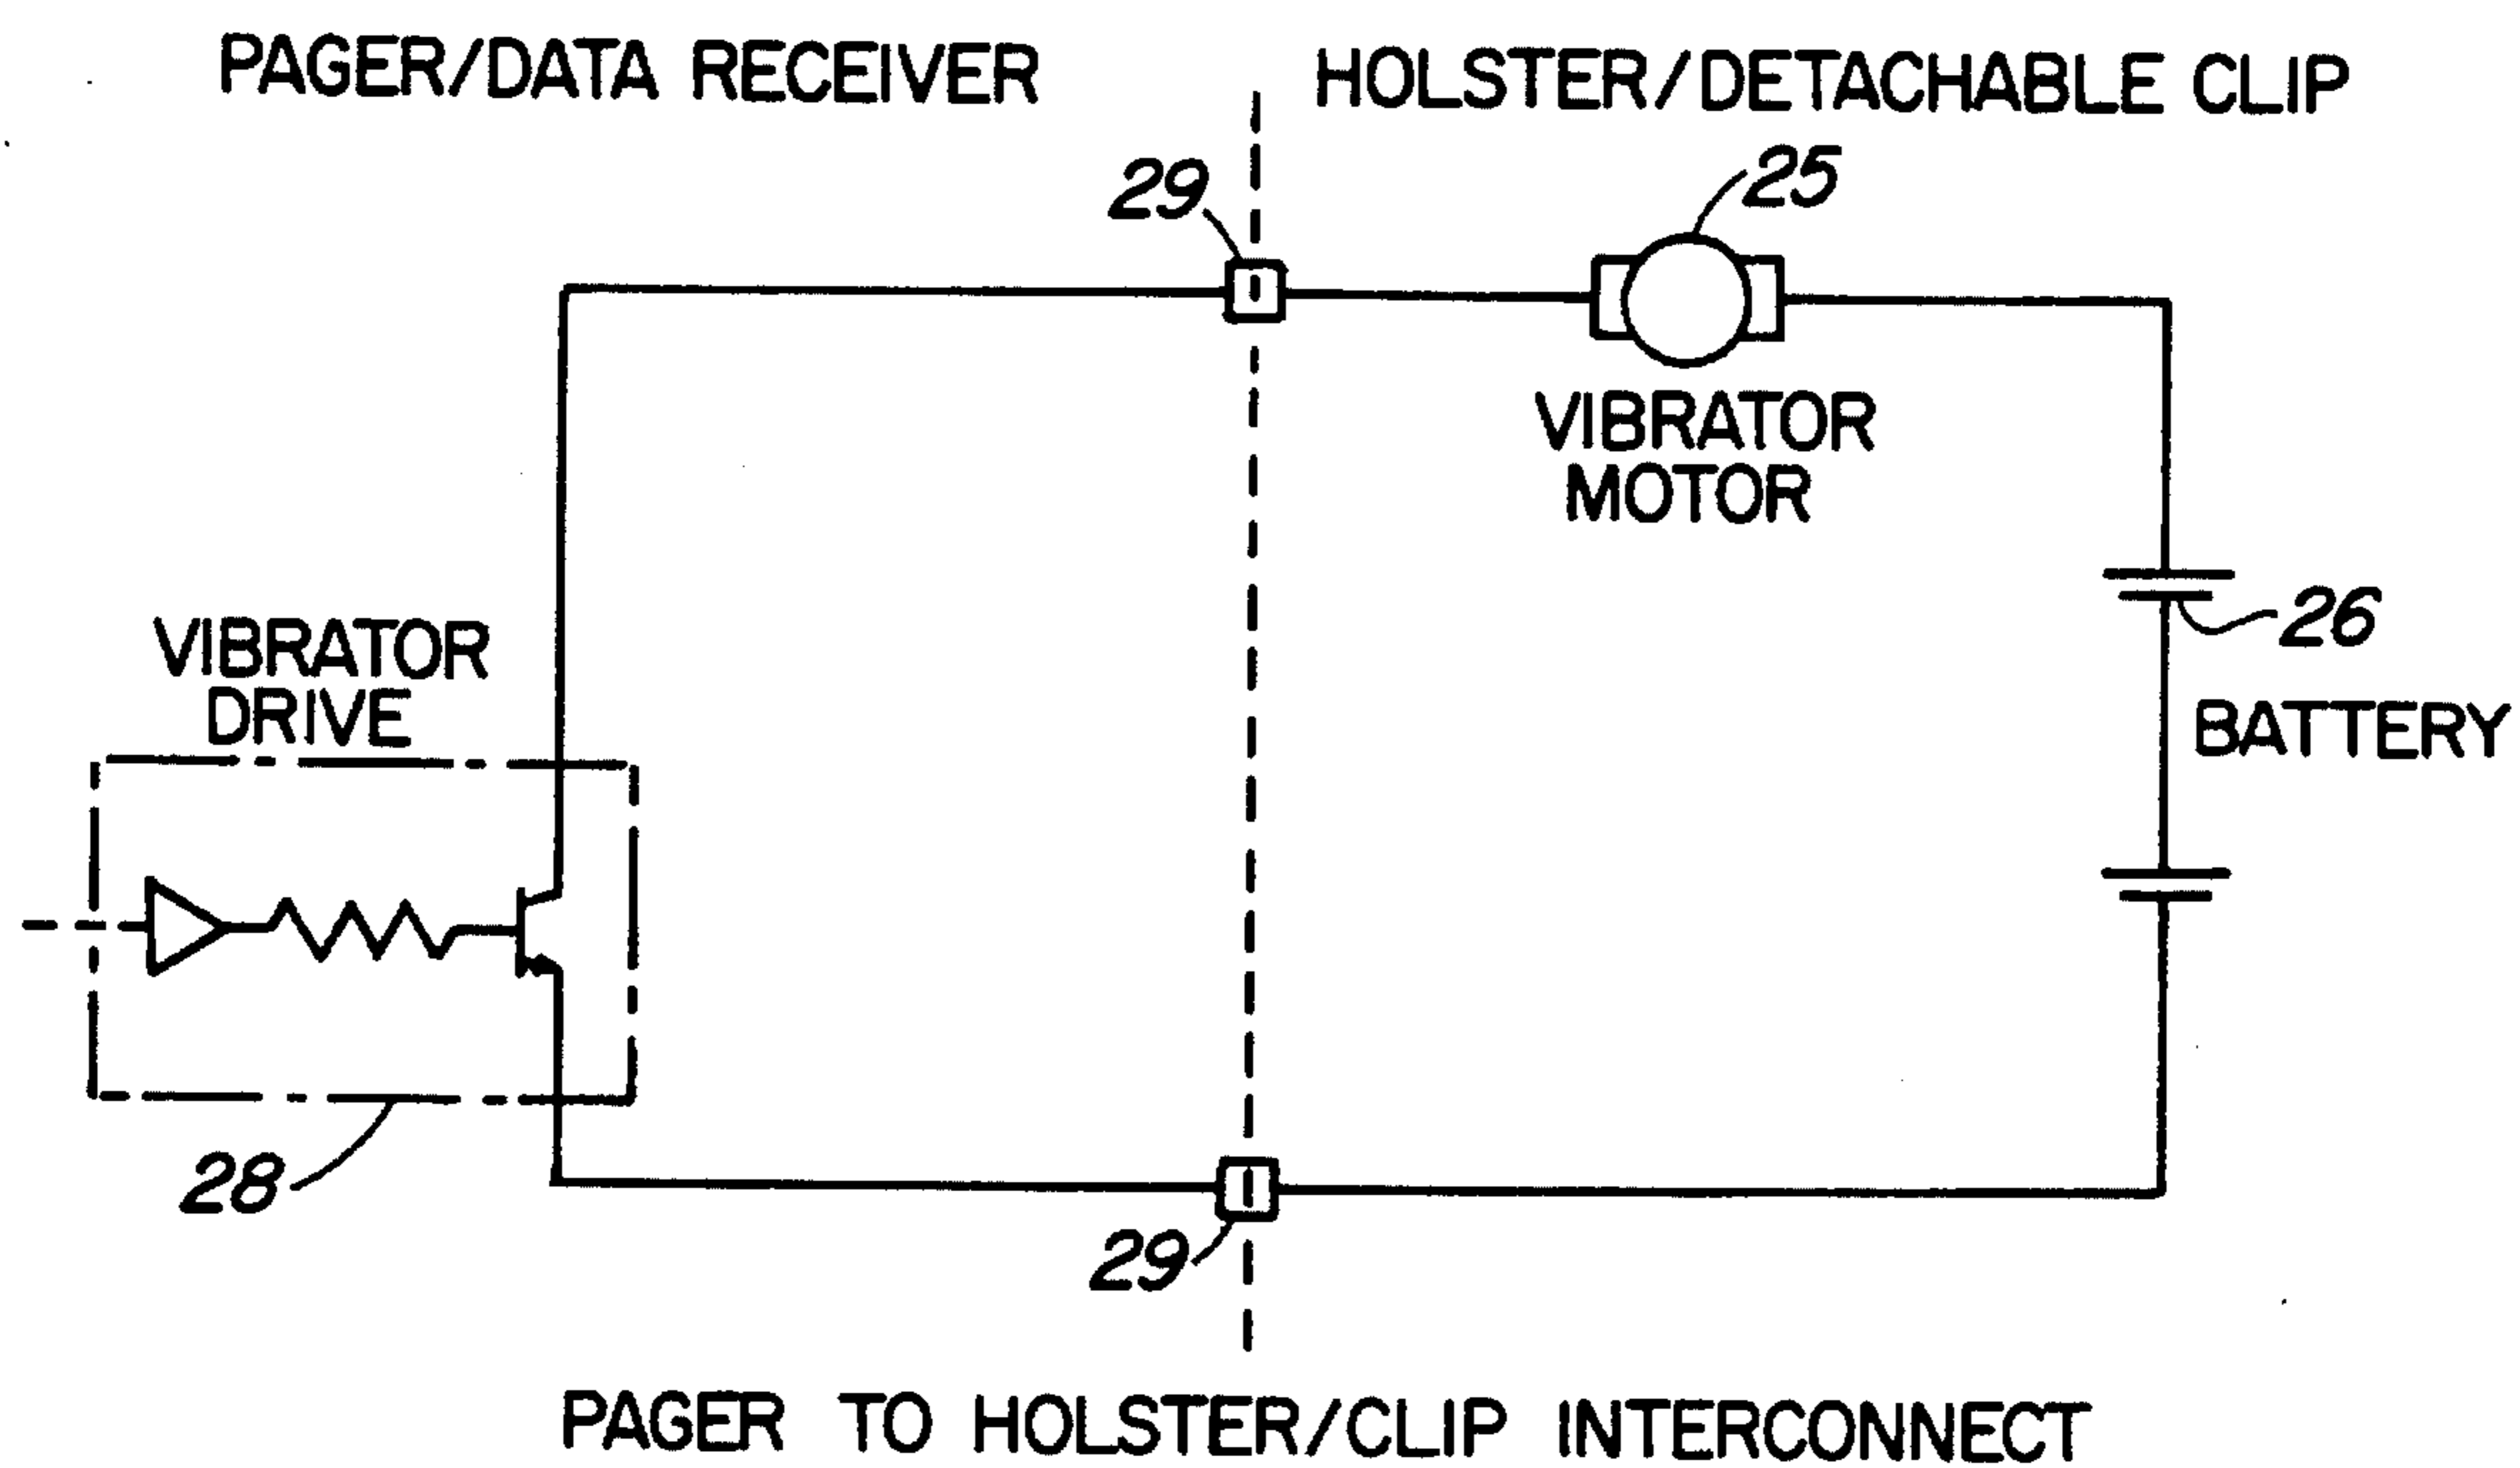 PAGER/DATA RECEIVER
HOLSTER/DETACHABLE CLIP
29
25
VIBRATOR
MOTOR
26
BATTERY
VIBRATOR
DRIVE
28
29
PAGER TO HOLSTER/CLIP INTERCONNECT